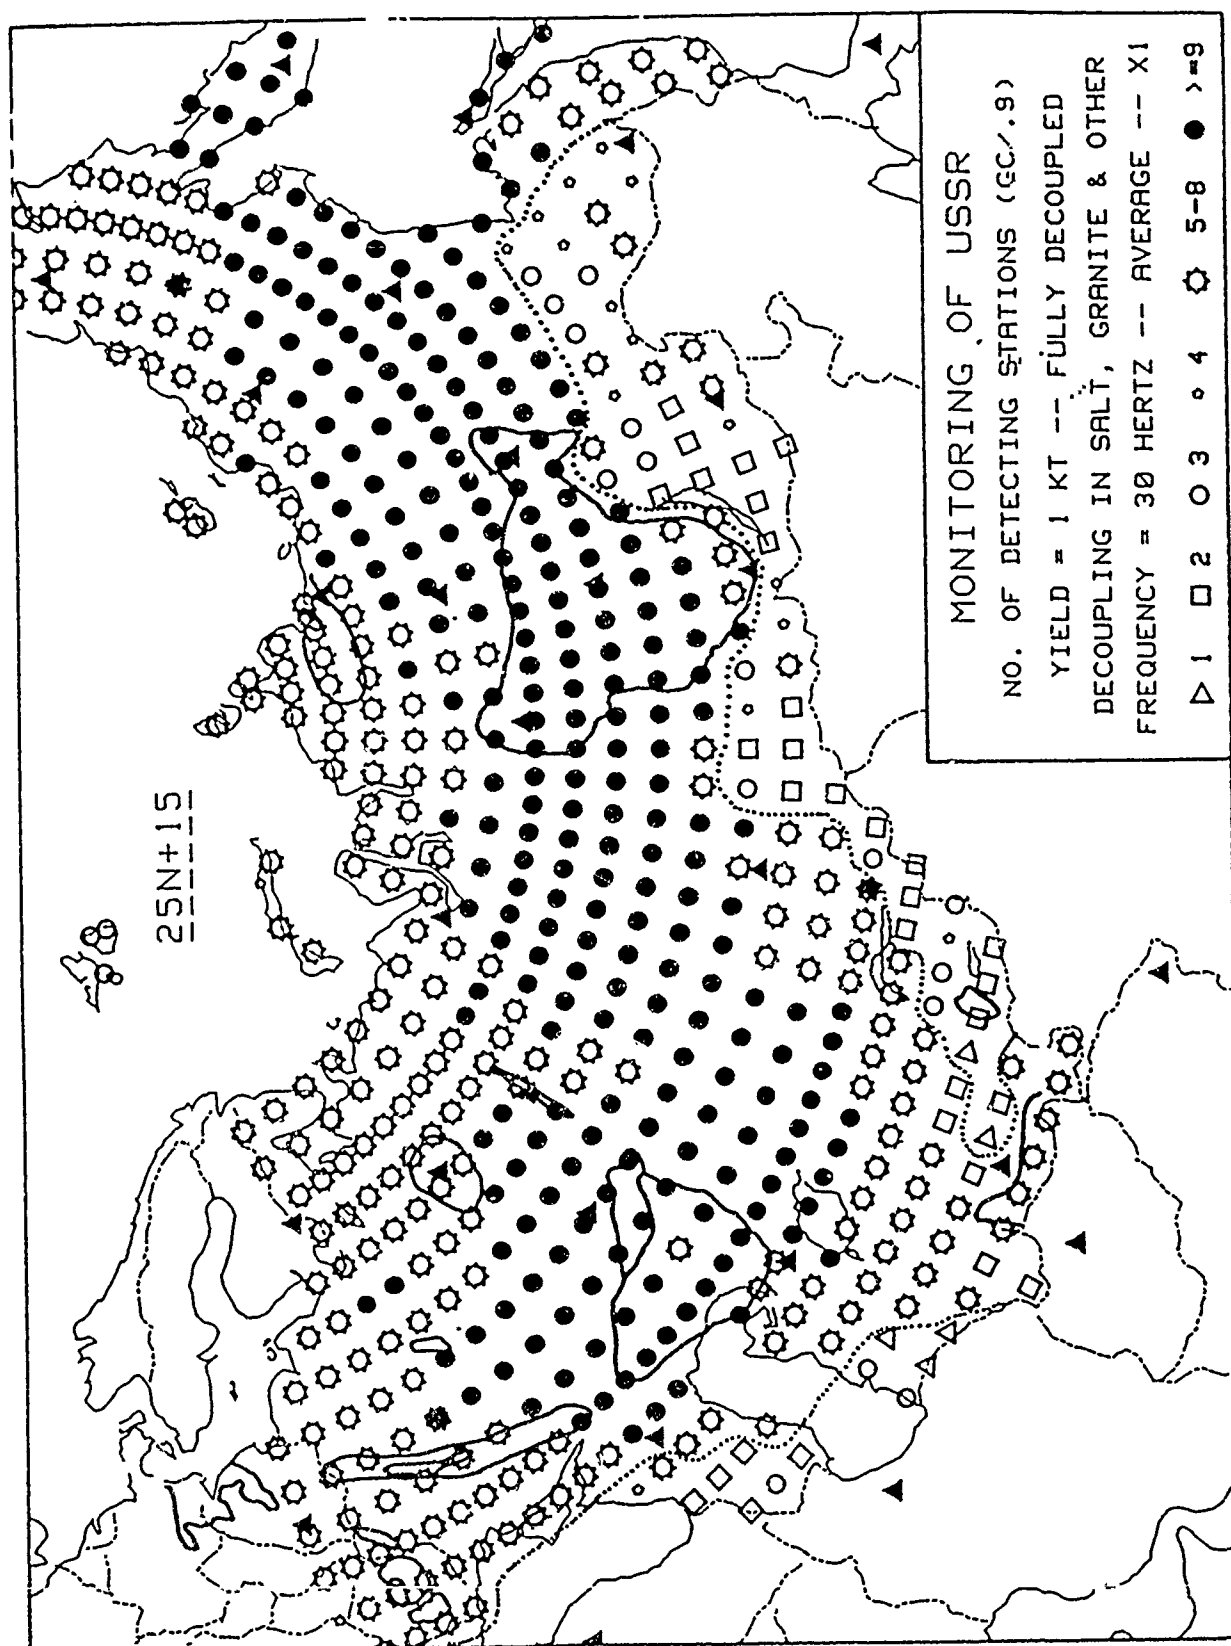 25N+15
MONITORING OF USSR
NO. OF DETECTING STATIONS (GC/.9)
YIELD = 1 KT -- FULLY DECOUPLED
DECOUPLING IN SALT, GRANITE & OTHER
FREQUENCY = 30 HERTZ -- AVERAGE -- X1
1 2 3 4 5-8 >=9